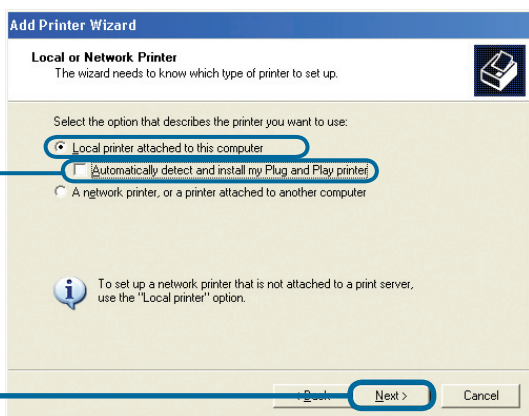 Add Printer Wizard
Local or Network Printer
The wizard needs to know which type of printer to set up.
Select the option that describes the printer you want to use:
Local printer attached to this computer
Automatically detect and install my Plug and Play printer
A network printer, or a printer attached to another computer
To set up a network printer that is not attached to a print server,
use the "Local printer" option.
< Back Next > Cancel